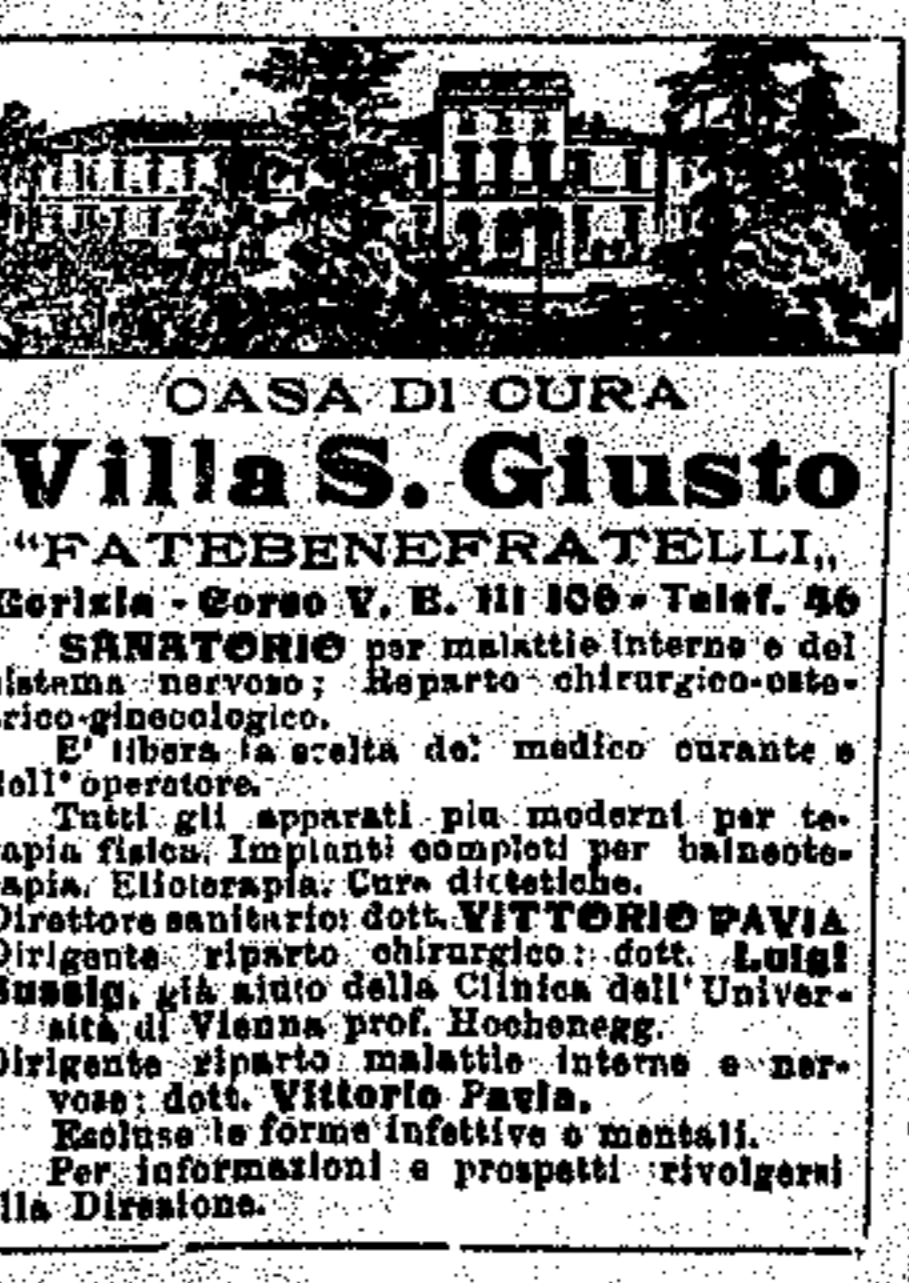 CASA DI CURA
Villa S. Giusto
“FATEBENEFRATELLI„
Gorizia - Corso V. E. III 106 - Telef. 46
SANATORIO per malattie interne e del
sistema nervoso; Reparto chirurgico-oste-
trico-ginecologico.
E' libera la scelta del medico curante e
dell' operatore.
Tutti gli apparati piu moderni per te-
rapia fisica. Impianti completi per balneote-
rapia. Elioterapia. Cure dietetiche.
Direttore sanitario: dott. VITTORIO PAVIA
Dirigente riparto chirurgico: dott. Luigi
Sussig, già aiuto della Clinica dell' Univer-
sità di Vienna prof. Hochenegg.
Dirigente riparto malattie interne e ner-
vose: dott. Vittorio Pavia.
Escluse le forme infettive o mentali.
Per informazioni e prospetti rivolgersi
alla Direzione.